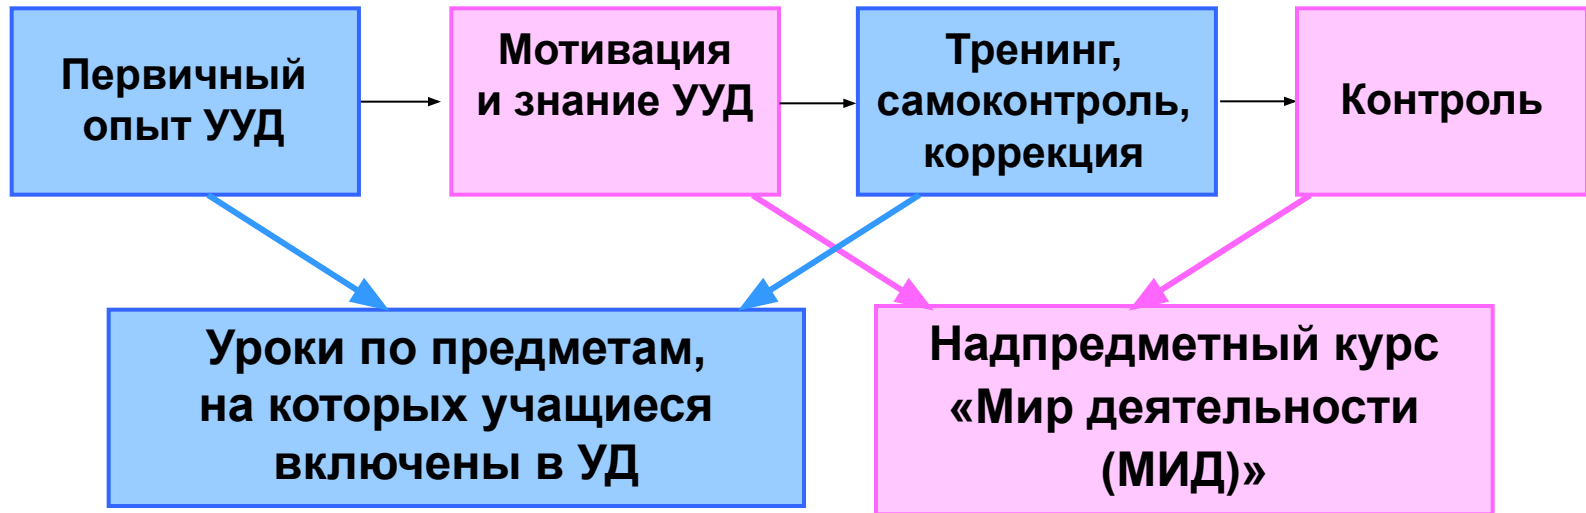 Первичный
опыт УУД
Мотивация
и знание УУД
Тренинг,
самоконтроль,
коррекция
Контроль
Уроки по предметам,
на которых учащиеся
включены в УД
Надпредметный курс
«Мир деятельности
(МИД)»